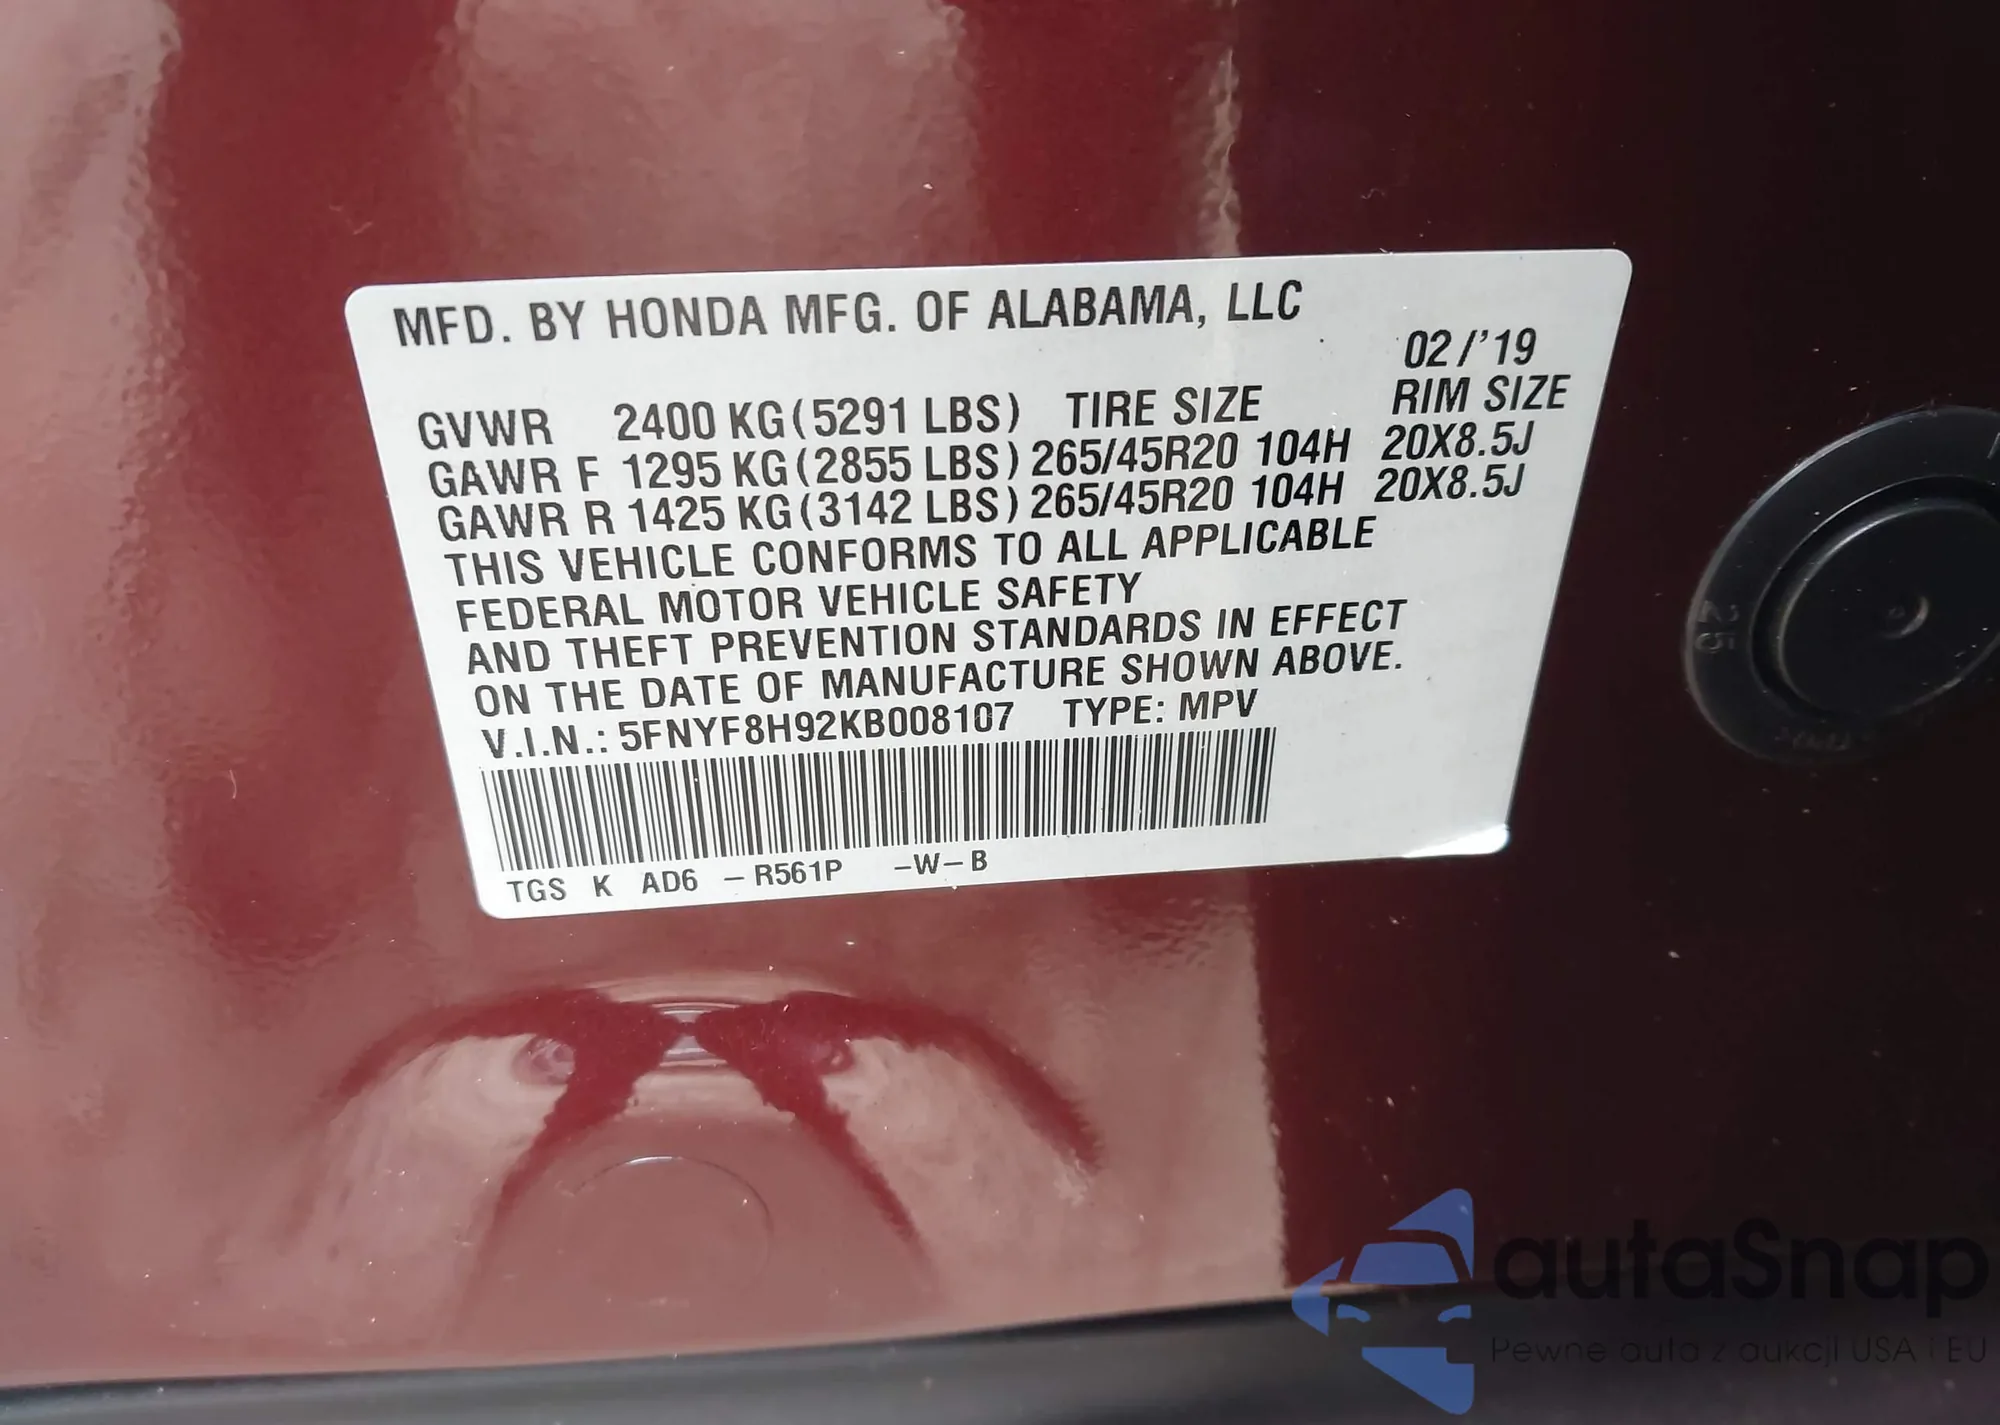 MFD. BY HONDA MFG. OF ALABAMA, LLC
02/'19
GVWR 2400 KG(5291 LBS) TIRE SIZE RIM SIZE
GAWR F 1295 KG(2855 LBS) 265/45R20 104H 20X8.5J
GAWR R 1425 KG(3142 LBS) 265/45R20 104H 20X8.5J
THIS VEHICLE CONFORMS TO ALL APPLICABLE
FEDERAL MOTOR VEHICLE SAFETY
AND THEFT PREVENTION STANDARDS IN EFFECT
ON THE DATE OF MANUFACTURE SHOWN ABOVE.
V.I.N.: 5FNYF8H92KB008107 TYPE: MPV
TGS K AD6 -R561P -W-B
25
autaSnap
Pewne auta z aukcji USA i EU